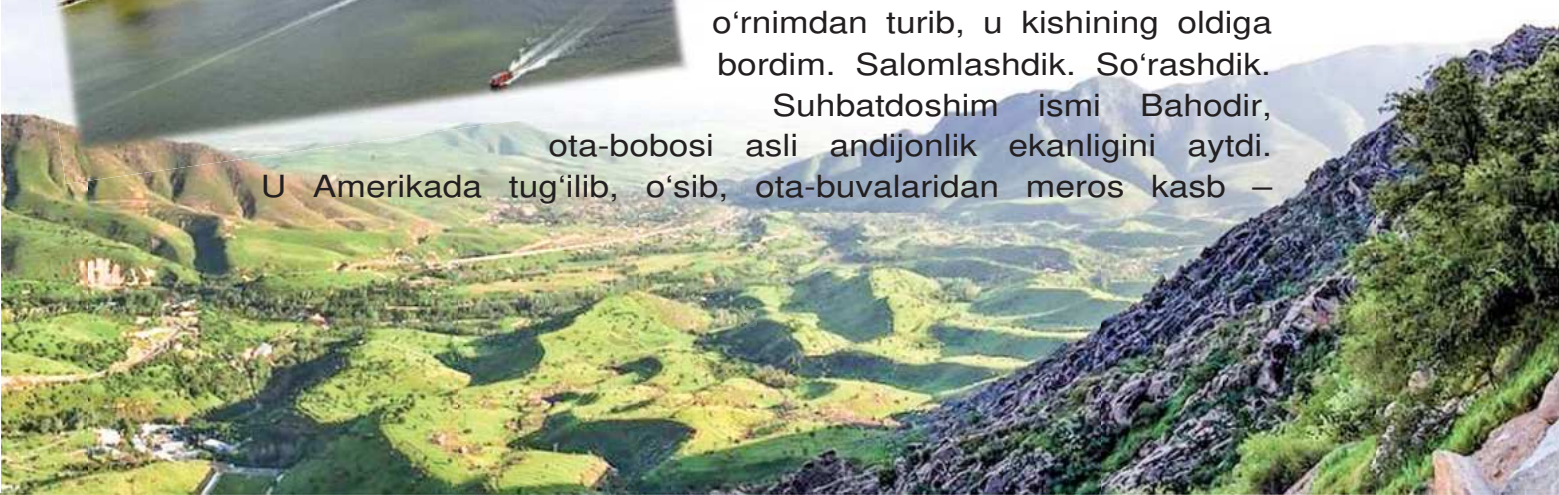 o‘rnimdan turib, u kishining oldiga
bordim. Salomlashdik. So‘rashdik.
Suhbatdoshim ismi Bahodir,
ota-bobosi asli andijonlik ekanligini aytdi.
U Amerikada tug‘ilib, o‘sib, ota-buvalaridan meros kasb –